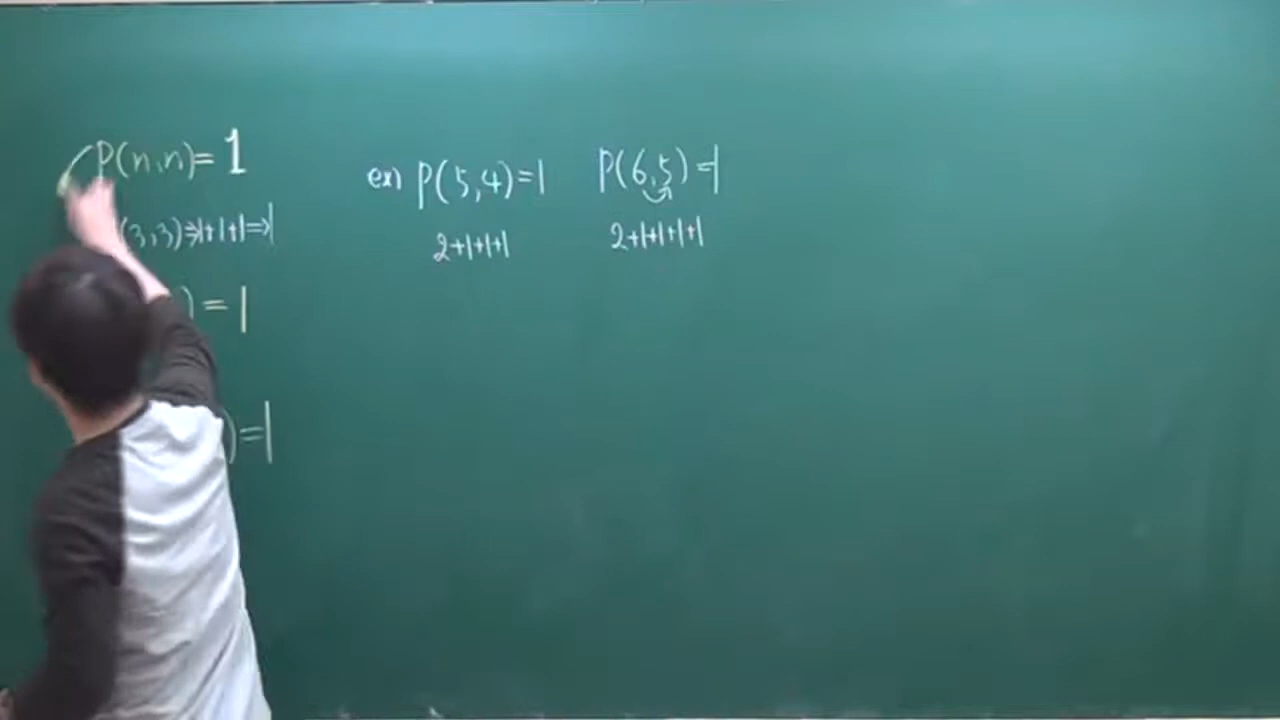 P(n,n)=1
(3,3)⇒1+1+1⇒1
)=1
)=1
ex) P(5,4)=1 P(6,5)=1
2+1+1+1 2+1+1+1+1